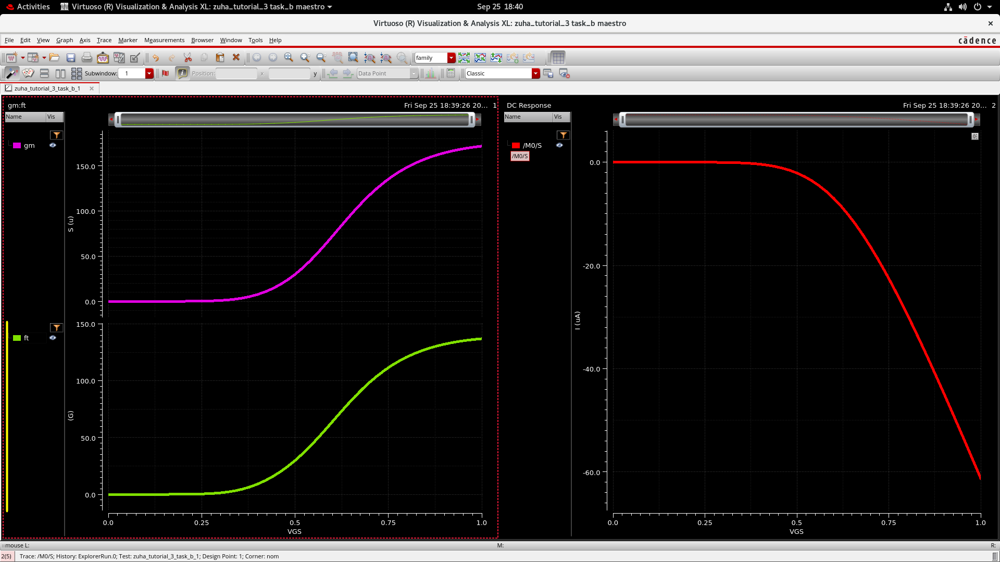 Activities Virtuoso (R) Visualization & Analysis XL: zuha_tutorial_3 task_b maestro Sep 25 18:40
Virtuoso (R) Visualization & Analysis XL: zuha_tutorial_3 task_b maestro
File Edit View Graph Axis Trace Marker Measurements Browser Window Tools Help cādence
family
Subwindow: 1 Position: x y Data Point Classic
zuha_tutorial_3_task_b_1
gm:ft Fri Sep 25 18:39:26 20... 1
Name Vis
gm
S (u)
150.0
100.0
50.0
0.0
ft
(G)
150.0
100.0
50.0
0.0
0.0 0.25 0.5 0.75 1.0
VGS
DC Response Fri Sep 25 18:39:26 20... 2
Name Vis
/M0/S
/M0/S
I (uA)
0.0
-20.0
-40.0
-60.0
0.0 0.25 0.5 0.75 1.0
VGS
mouse L: M: R:
2(5) Trace: /M0/S; History: ExplorerRun.0; Test: zuha_tutorial_3_task_b_1; Design Point: 1; Corner: nom